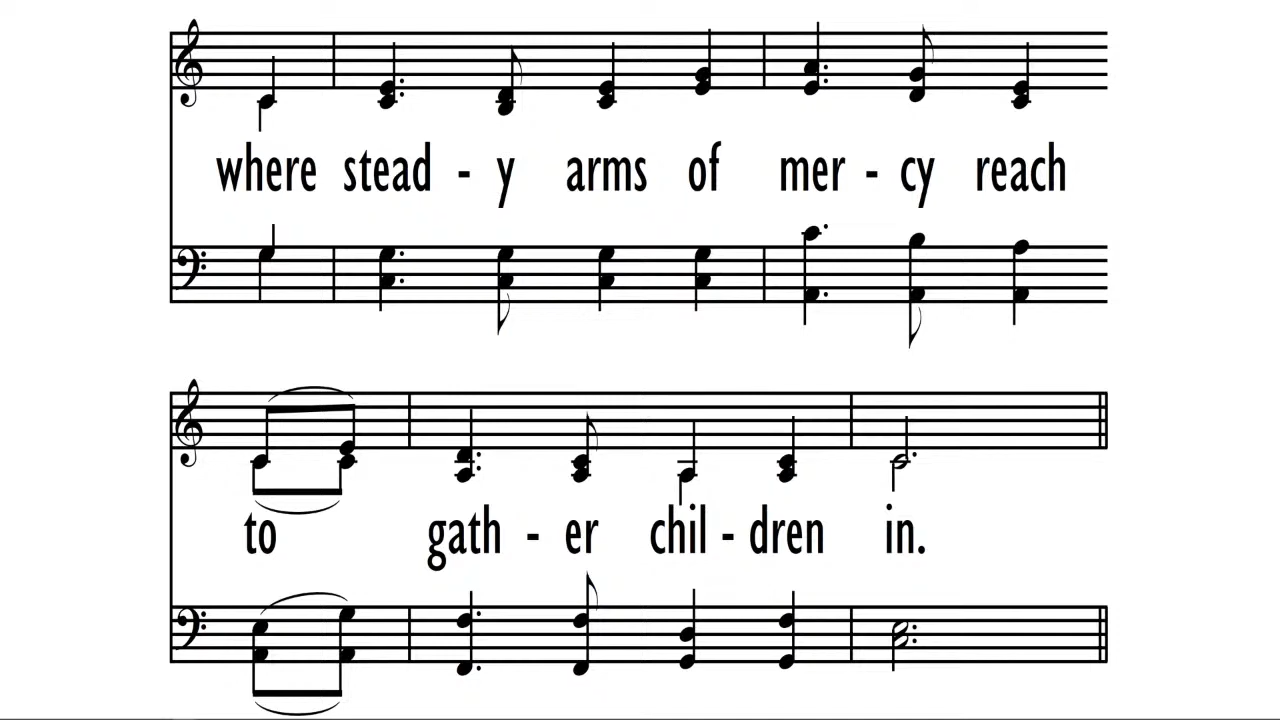 where stead - y arms of mer - cy reach
to gath - er chil - dren in.